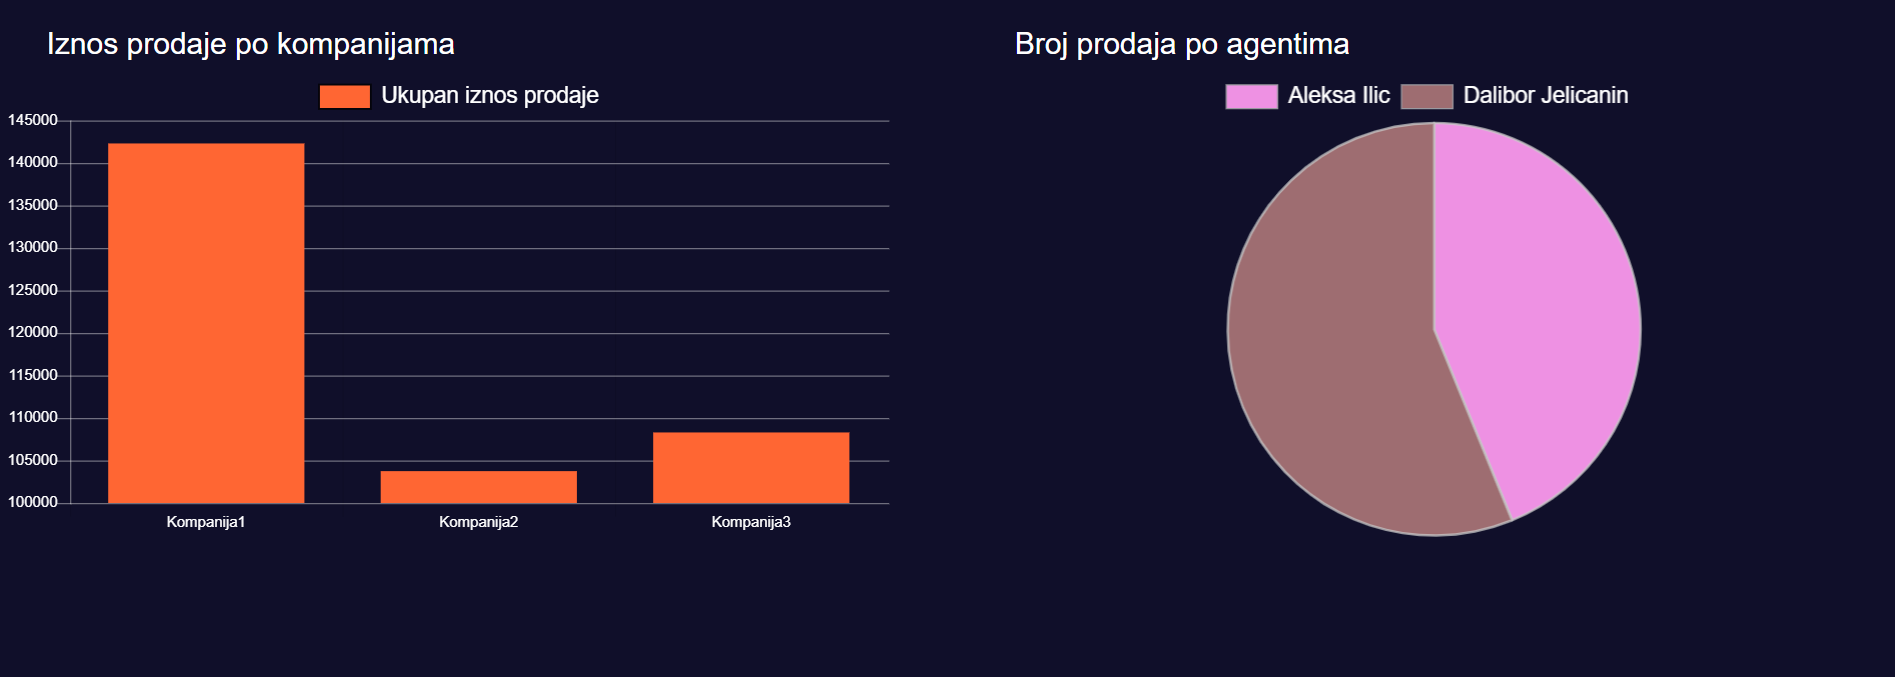 Iznos prodaje po kompanijama
Ukupan iznos prodaje
145000
140000
135000
130000
125000
120000
115000
110000
105000
100000
Kompanija1 Kompanija2 Kompanija3
Broj prodaja po agentima
Aleksa Ilic Dalibor Jelicanin